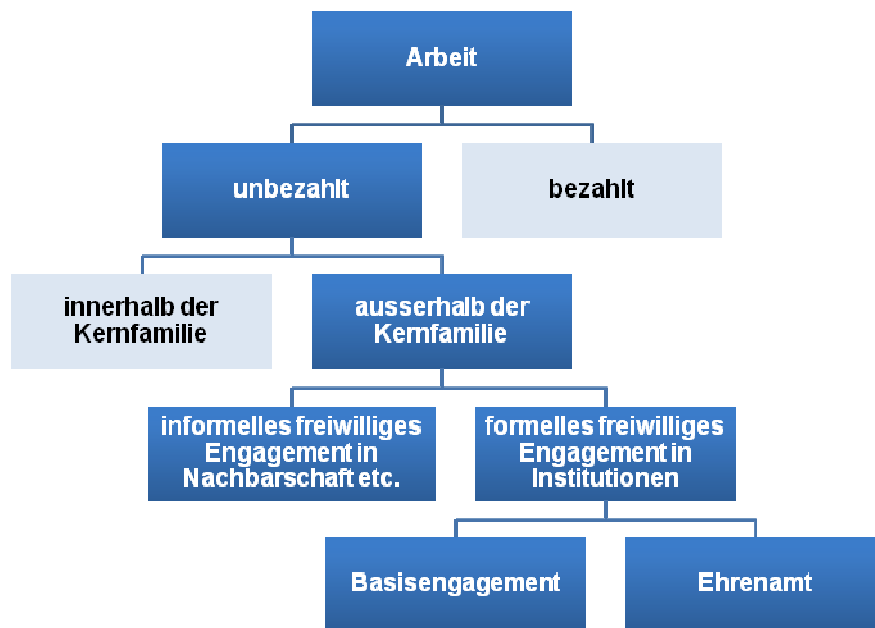 Arbeit
unbezahlt
bezahlt
innerhalb der
Kernfamilie
ausserhalb der
Kernfamilie
informelles freiwilliges
Engagement in
Nachbarschaft etc.
formelles freiwilliges
Engagement in
Institutionen
Basisengagement
Ehrenamt